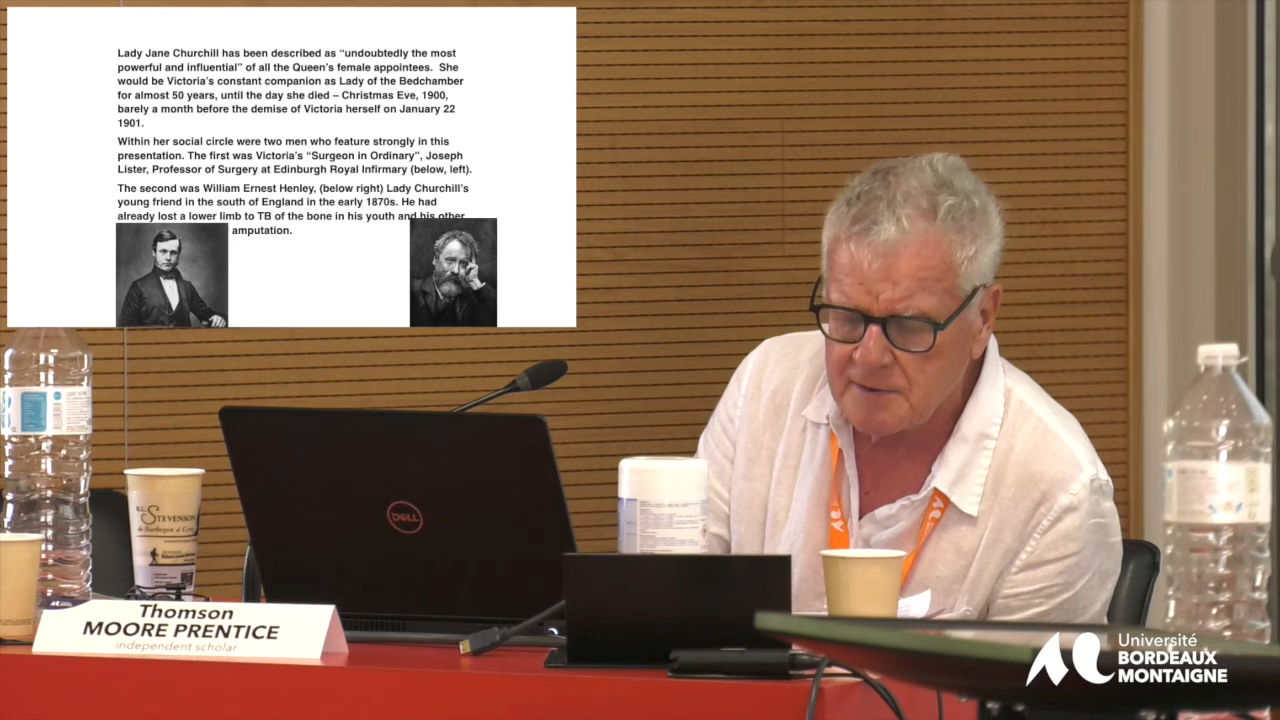 Lady Jane Churchill has been described as “undoubtedly the most
powerful and influential” of all the Queen’s female appointees. She
would be Victoria’s constant companion as Lady of the Bedchamber
for almost 50 years, until the day she died – Christmas Eve, 1900,
barely a month before the demise of Victoria herself on January 22
1901.
Within her social circle were two men who feature strongly in this
presentation. The first was Victoria’s “Surgeon in Ordinary”, Joseph
Lister, Professor of Surgery at Edinburgh Royal Infirmary (below, left).
The second was William Ernest Henley, (below right) Lady Churchill’s
young friend in the south of England in the early 1870s. He had
already lost a lower limb to TB of the bone in his youth and his other
amputation.
STEVENSON
DELL
Thomson
MOORE PRENTICE
independent scholar
Université
BORDEAUX
MONTAIGNE